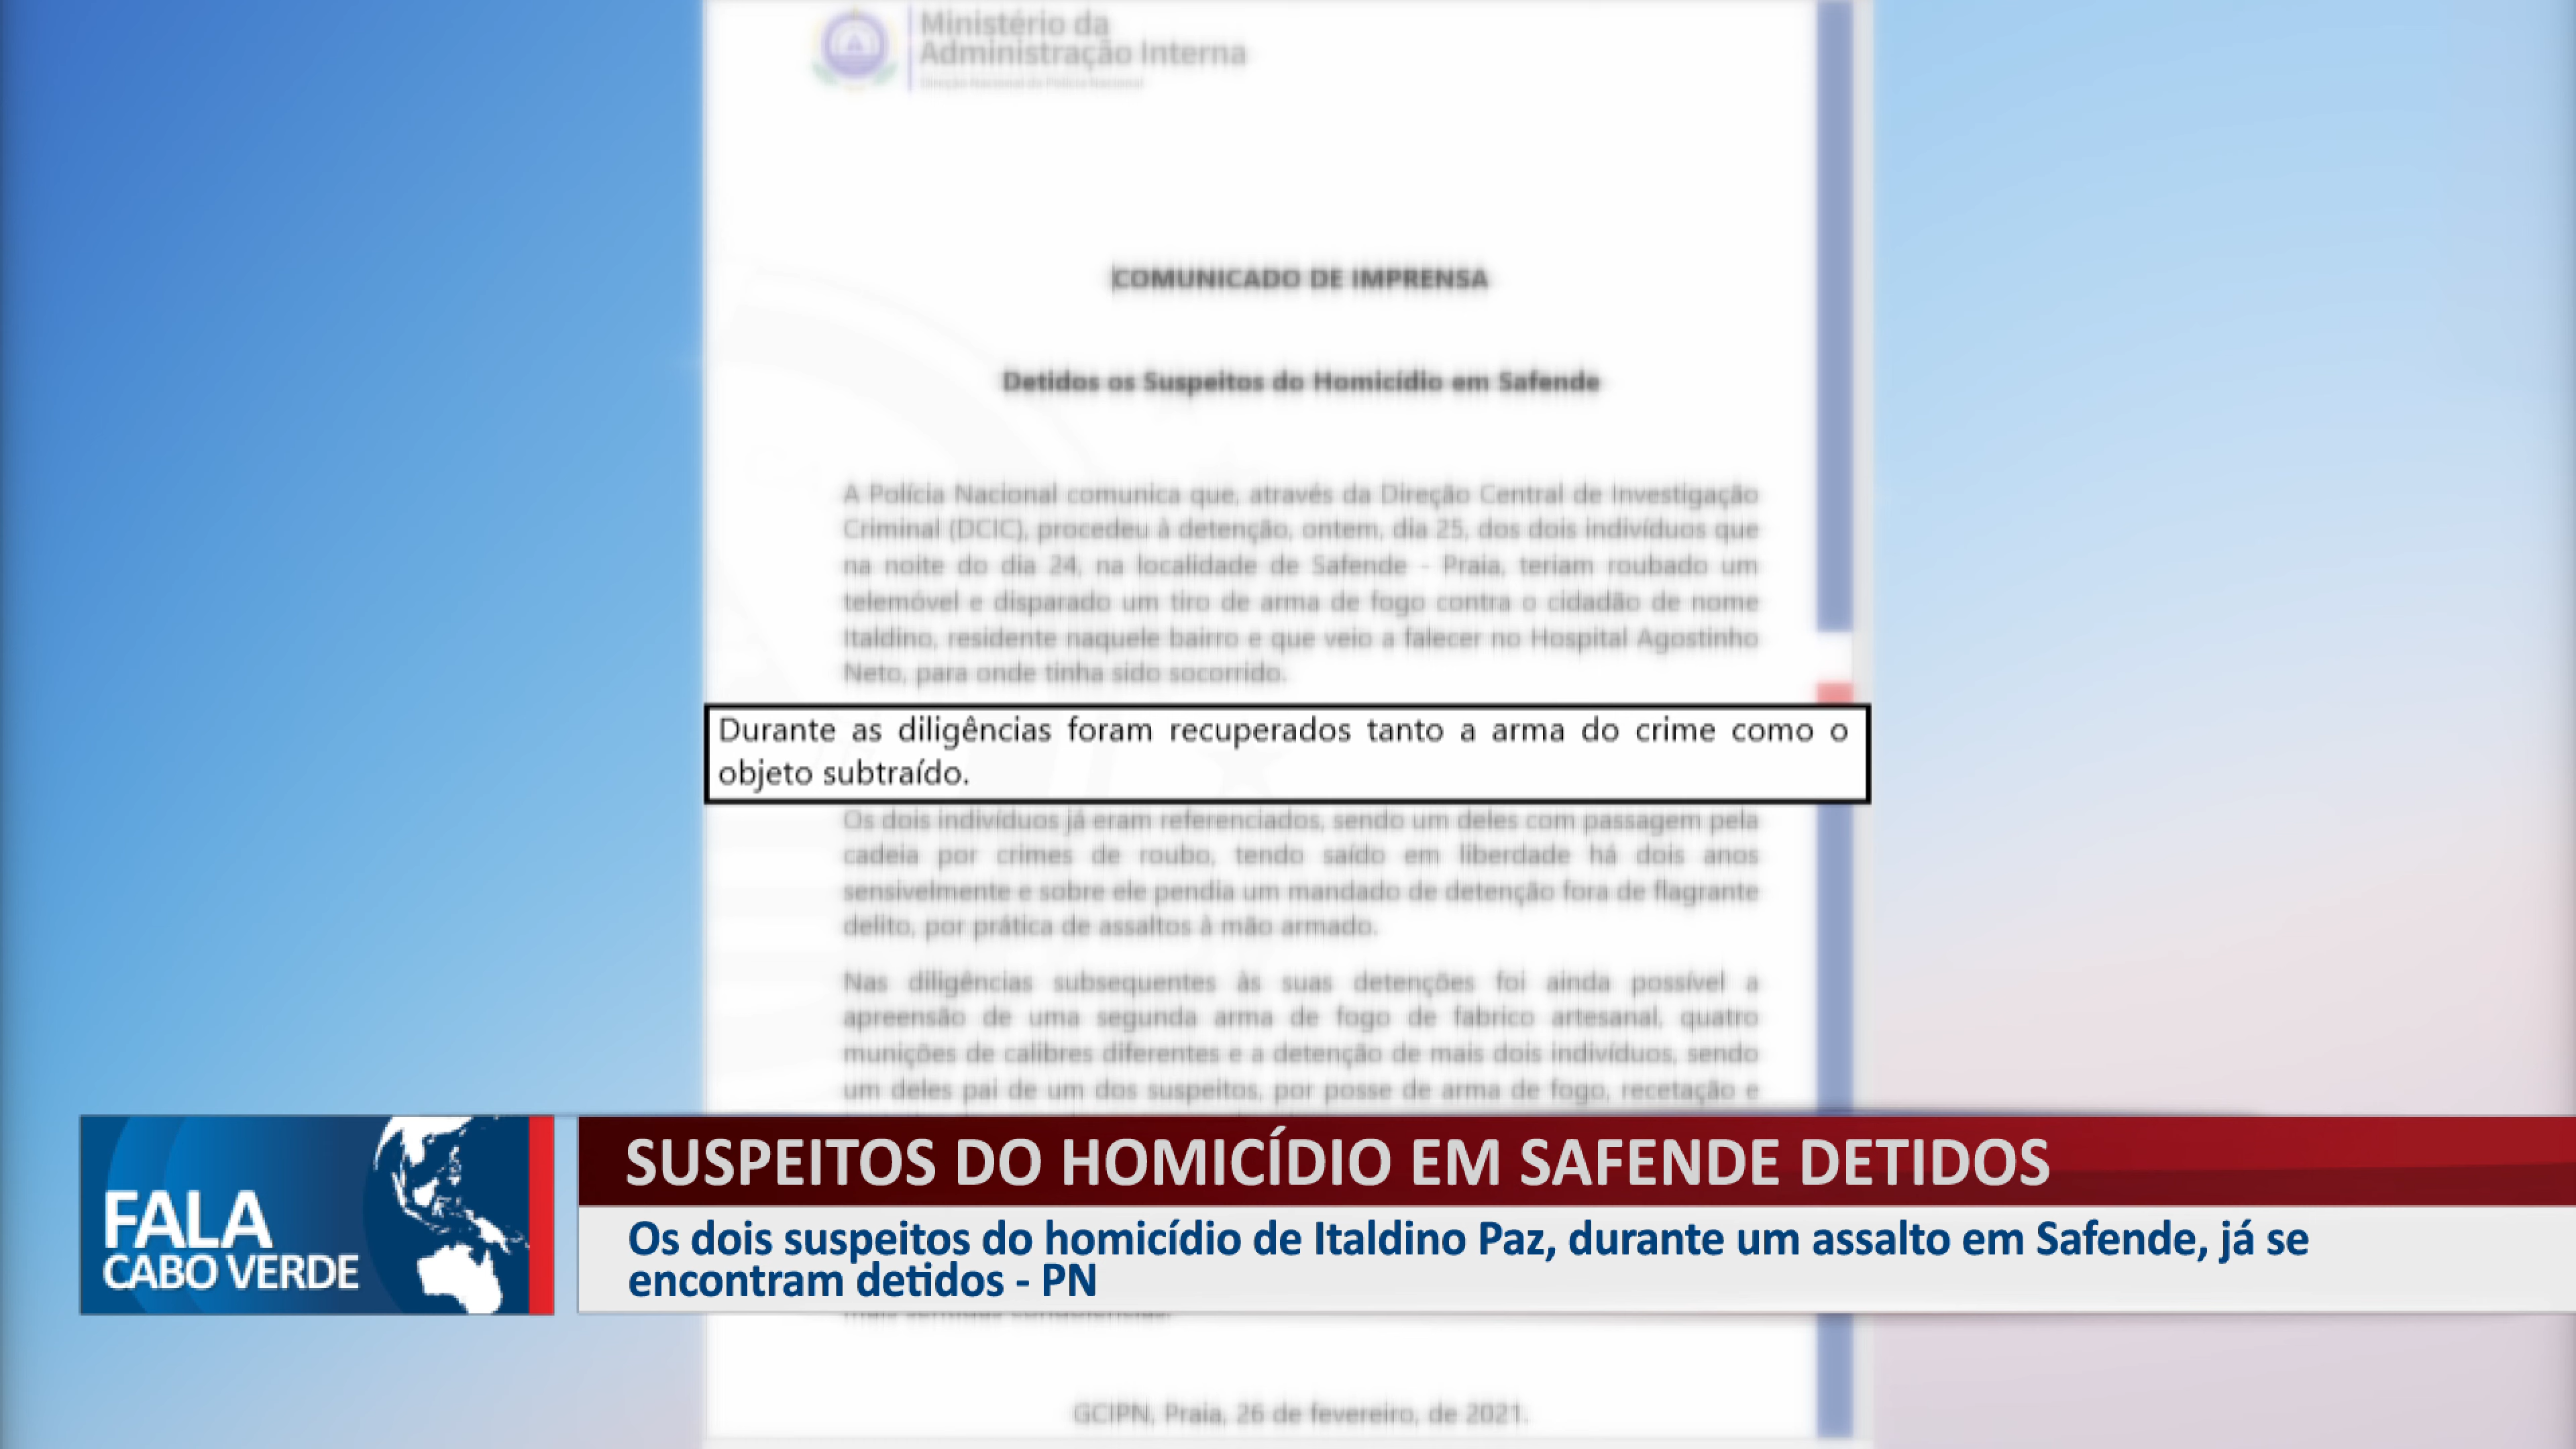 Ministério da
Administração Interna
Direção Nacional da Polícia Nacional
COMUNICADO DE IMPRENSA
Detidos os Suspeitos do Homicídio em Safende
A Polícia Nacional comunica que, através da Direção Central de Investigação
Criminal (DCIC), procedeu à detenção, ontem, dia 25, dos dois indivíduos que
na noite do dia 24, na localidade de Safende - Praia, teriam roubado um
telemóvel e disparado um tiro de arma de fogo contra o cidadão de nome
Italdino, residente naquele bairro e que veio a falecer no Hospital Agostinho
Neto, para onde tinha sido socorrido.
Durante as diligências foram recuperados tanto a arma do crime como o
objeto subtraído.
Os dois indivíduos já eram referenciados, sendo um deles com passagem pela
cadeia por crimes de roubo, tendo saído em liberdade há dois anos
sensivelmente e sobre ele pendia um mandado de detenção fora de flagrante
delito, por prática de assaltos à mão armado.
Nas diligências subsequentes às suas detenções foi ainda possível a
apreensão de uma segunda arma de fogo de fabrico artesanal, quatro
munições de calibres diferentes e a detenção de mais dois indivíduos, sendo
um deles pai de um dos suspeitos, por posse de arma de fogo, recetação e
FALA
CABO VERDE
SUSPEITOS DO HOMICÍDIO EM SAFENDE DETIDOS
Os dois suspeitos do homicídio de Italdino Paz, durante um assalto em Safende, já se
encontram detidos - PN
GCIPN, Praia, 26 de fevereiro, de 2021.